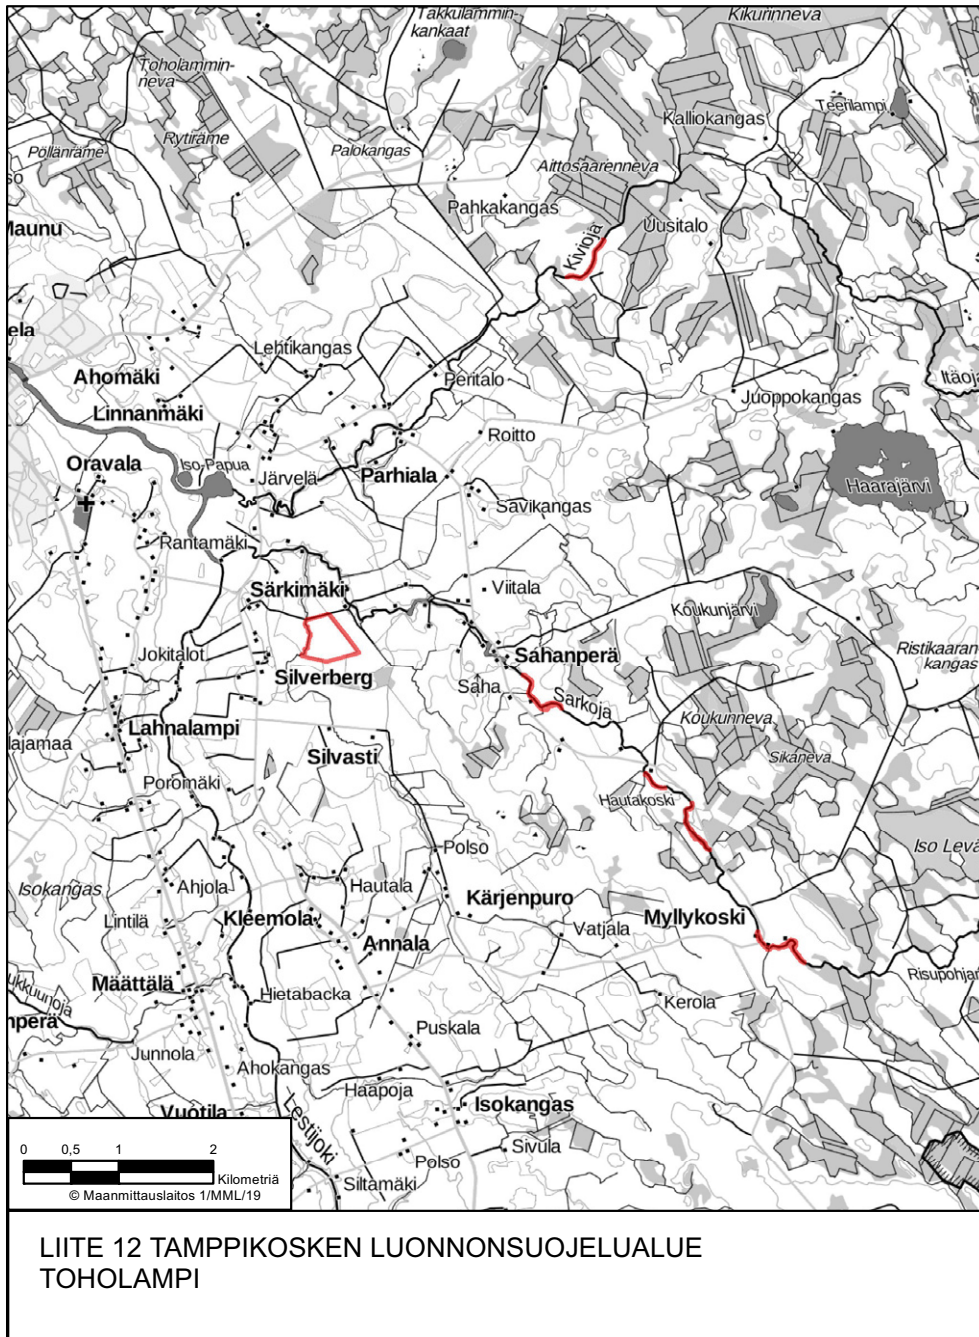 Takkulammin-
kankaat
Kikurinneva
Toholammin-
neva
Teerilampi
Kalliokangas
Rytiräme
Pöllänräme
Palokangas
Aittosaarenneva
Pahkakangas
Uusitalo
Kivioja
Lehtikangas
Ahomäki
Peritalo
Itäoja
Juoppokangas
Linnanmäki
Roitto
Oravala
Iso-Papua
Järvelä
Parhiala
Haarajärvi
Savikangas
Rantamäki
Särkimäki
Viitala
Koukunjärvi
Jokitalot
Sahanperä
Ristikaaran-
kangas
Silverberg
Saha
Sarkoja
Koukunneva
Lahnalampi
Silvasti
Sikaneva
Poromäki
Hautakoski
Polso
Iso Leva
Isokangas
Ahjola
Hautala
Kärjenpuro
Lintilä
Kleemola
Annala
Vatjala
Myllykoski
Määttälä
Hietabacka
Kerola
Risupohjan
Junnola
Puskala
Ahokangas
Haapoja
Vuotila
Lestijoki
Isokangas
Sivula
Polso
Siltamäki
0 0,5 1 2
Kilometriä
© Maanmittauslaitos 1/MML/19
LIITE 12 TAMPPIKOSKEN LUONNONSUOJELUALUE
TOHOLAMPI